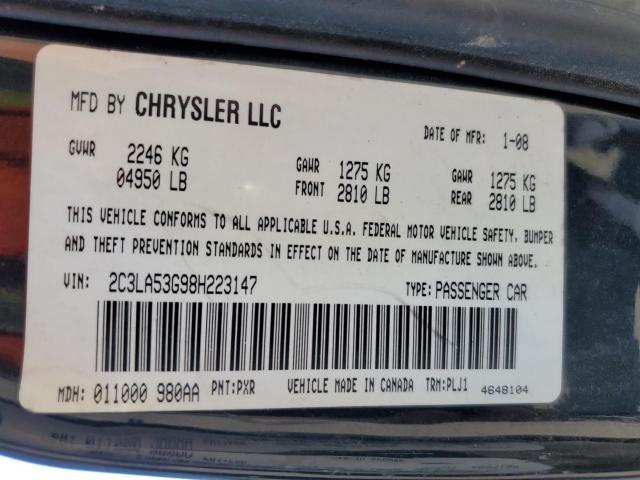 MFD BY CHRYSLER LLC
DATE OF MFR: 1-08
GVWR 2246 KG GAWR 1275 KG GAWR 1275 KG
04950 LB FRONT 2810 LB REAR 2810 LB
THIS VEHICLE CONFORMS TO ALL APPLICABLE U.S.A. FEDERAL MOTOR VEHICLE SAFETY, BUMPER
AND THEFT PREVENTION STANDARDS IN EFFECT ON THE DATE OF MANUFACTURE SHOWN ABOVE.
VIN: 2C3LA53G98H223147 TYPE: PASSENGER CAR
MDH: 011000 980AA PNT: PXR VEHICLE MADE IN CANADA TRM: PLJ1 4648104